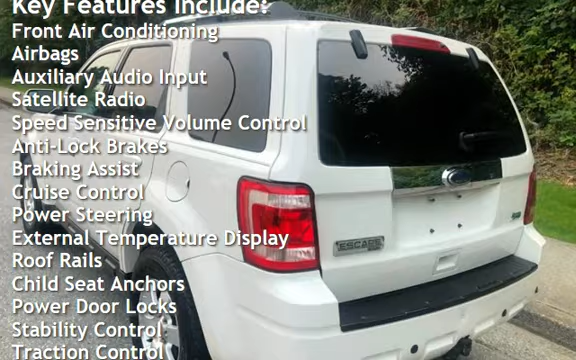 Key Features Include:
Front Air Conditioning
Airbags
Auxiliary Audio Input
Satellite Radio
Speed Sensitive Volume Control
Anti-Lock Brakes
Braking Assist
Cruise Control
Power Steering
External Temperature Display
Roof Rails
Child Seat Anchors
Power Door Locks
Stability Control
Traction Control
ESCAPE